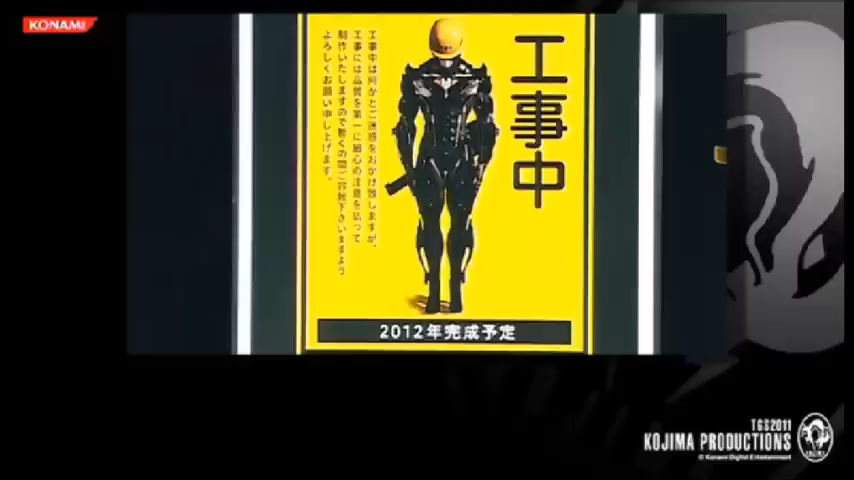 KONAMI
工事中
工事中は何かとご迷惑をおかけ致しますが、
工事には品質を第一に細心の注意を払って
制作いたしますので暫くの間ご容赦下さいますよう
よろしくお願い申し上げます。
2012年完成予定
TGS2011
KOJIMA PRODUCTIONS
© Konami Digital Entertainment